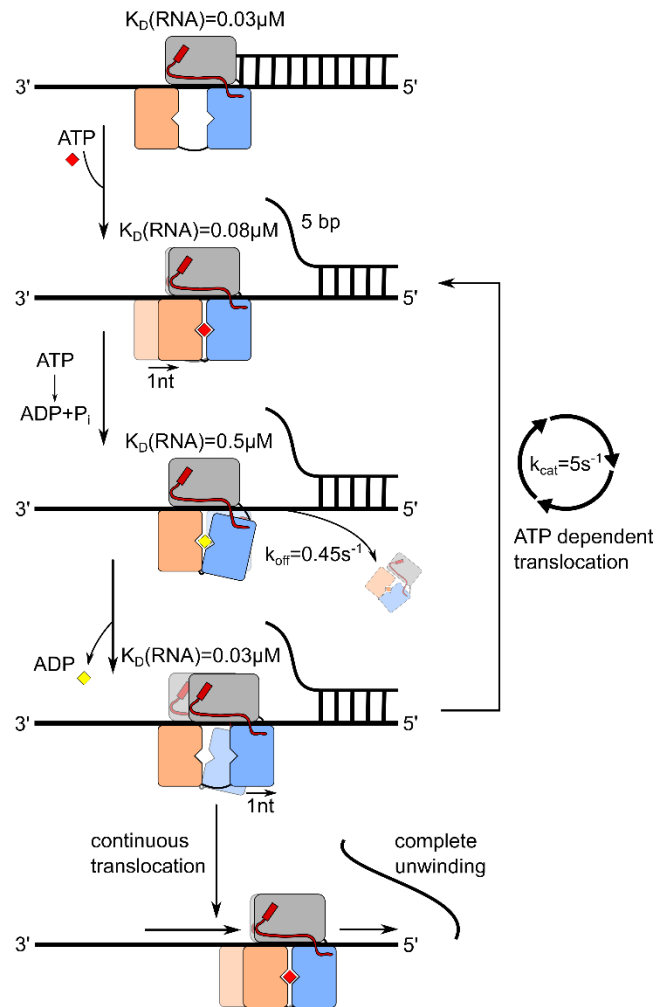 K_D(RNA)=0.03µM
3'
5'
ATP
K_D(RNA)=0.08µM
5 bp
3'
5'
1nt
ATP
ADP+P_i
K_D(RNA)=0.5µM
3'
5'
k_off=0.45s⁻¹
k_cat=5s⁻¹
ATP dependent
translocation
ADP
K_D(RNA)=0.03µM
3'
5'
1nt
continuous
translocation
complete
unwinding
3'
5'